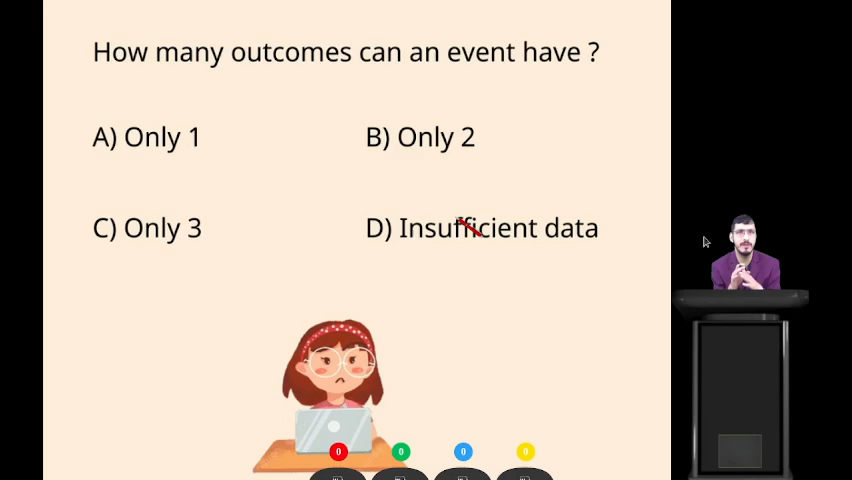 How many outcomes can an event have ?
A) Only 1
B) Only 2
C) Only 3
D) Insufficient data
0
0
0
0